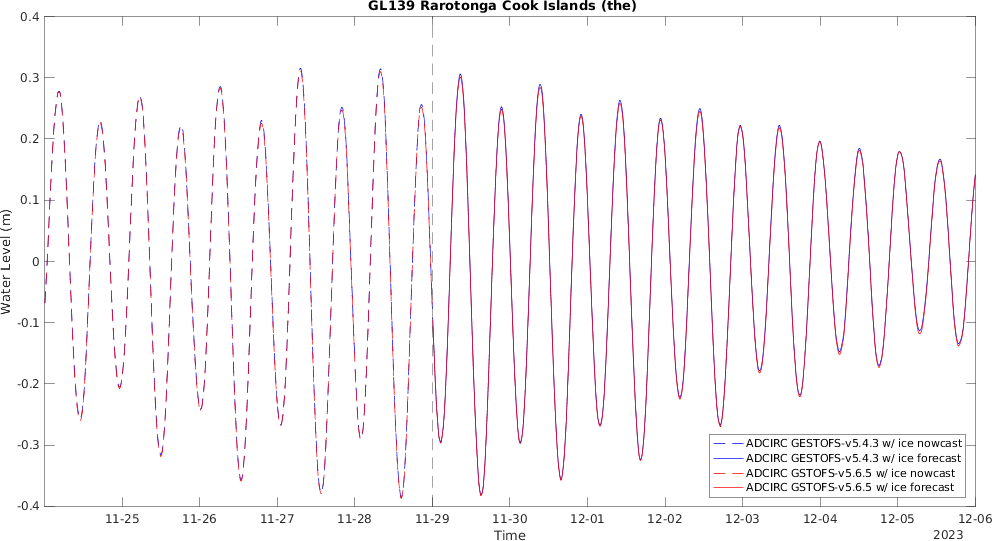 GL139 Rarotonga Cook Islands (the)
0.4
0.3
0.2
0.1
0
-0.1
-0.2
-0.3
-0.4
Water Level (m)
ADCIRC GESTOFS-v5.4.3 w/ ice nowcast
ADCIRC GESTOFS-v5.4.3 w/ ice forecast
ADCIRC GSTOFS-v5.6.5 w/ ice nowcast
ADCIRC GSTOFS-v5.6.5 w/ ice forecast
11-25 11-26 11-27 11-28 11-29 11-30 12-01 12-02 12-03 12-04 12-05 12-06
Time
2023